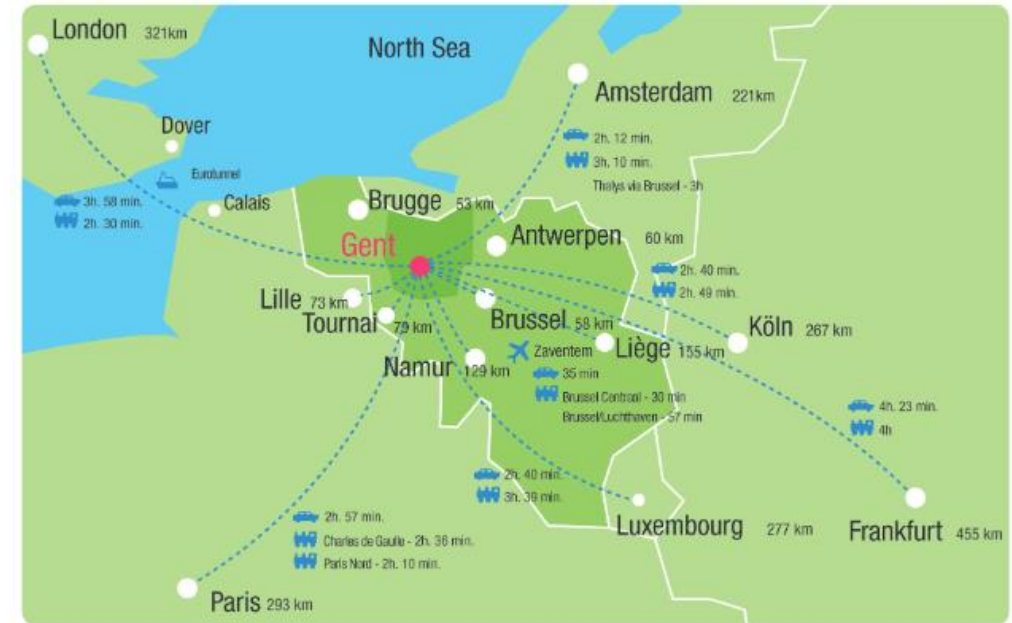 London 321km
North Sea
Amsterdam 221km
2h. 12 min.
3h. 10 min.
Thalys via Brussel - 3h
Dover
Eurotunnel
Calais
3h. 58 min.
2h. 30 min.
Brugge 53 km
Gent
Antwerpen 60 km
2h. 40 min.
2h. 49 min.
Lille 73 km
Tournai 79 km
Brussel 58 km
Köln 267 km
Zaventem
Liège 155 km
Namur 129 km
35 min
Brussel Centraal - 30 min
Brussel/Luchthaven - 57 min
4h. 23 min.
4h
2h. 40 min.
3h. 39 min.
Luxembourg 277 km
Frankfurt 455 km
2h. 57 min.
Charles de Gaulle - 2h. 36 min.
Paris Nord - 2h. 10 min.
Paris 293 km